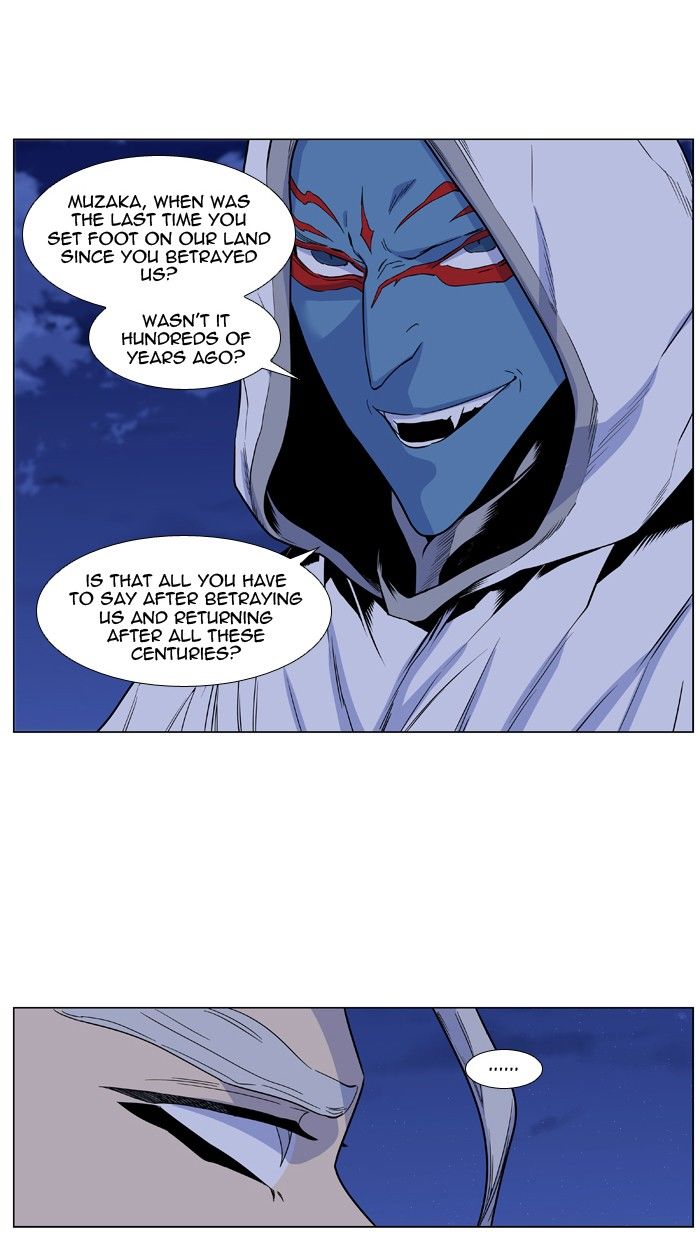 MUZAKA, WHEN WAS
THE LAST TIME YOU
SET FOOT ON OUR LAND
SINCE YOU BETRAYED
US?
WASN'T IT
HUNDREDS OF
YEARS AGO?
IS THAT ALL YOU HAVE
TO SAY AFTER BETRAYING
US AND RETURNING
AFTER ALL THESE
CENTURIES?
......